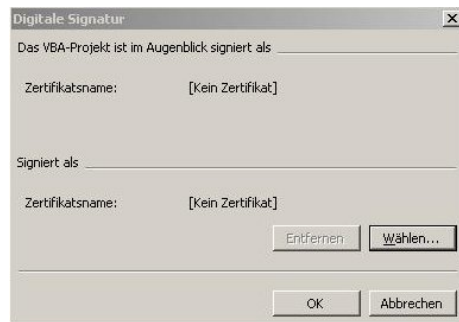 Digitale Signatur
Das VBA-Projekt ist im Augenblick signiert als
Zertifikatsname: [Kein Zertifikat]
Signiert als
Zertifikatsname: [Kein Zertifikat]
Entfernen Wählen...
OK Abbrechen